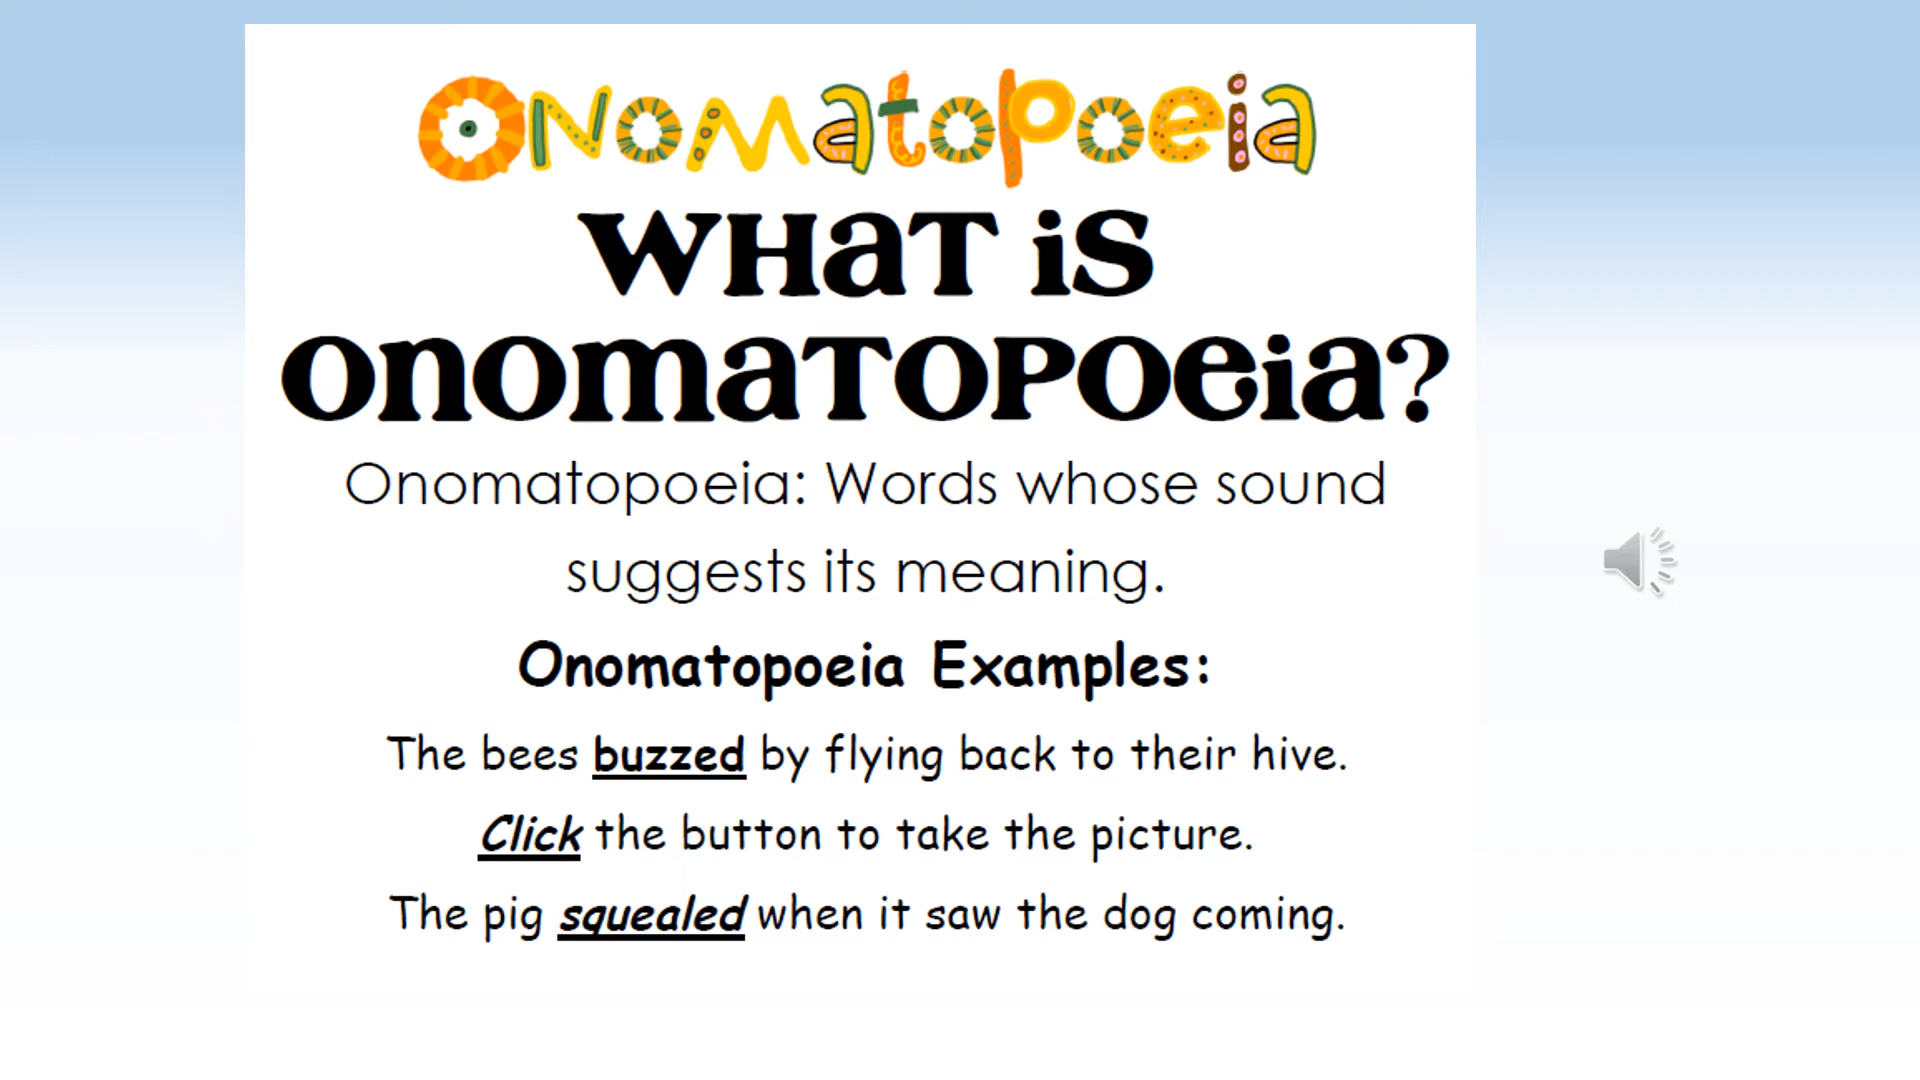 Onomatopoeia
WHaT is
onomaTOPOeia?
Onomatopoeia: Words whose sound
suggests its meaning.
Onomatopoeia Examples:
The bees buzzed by flying back to their hive.
Click the button to take the picture.
The pig squealed when it saw the dog coming.